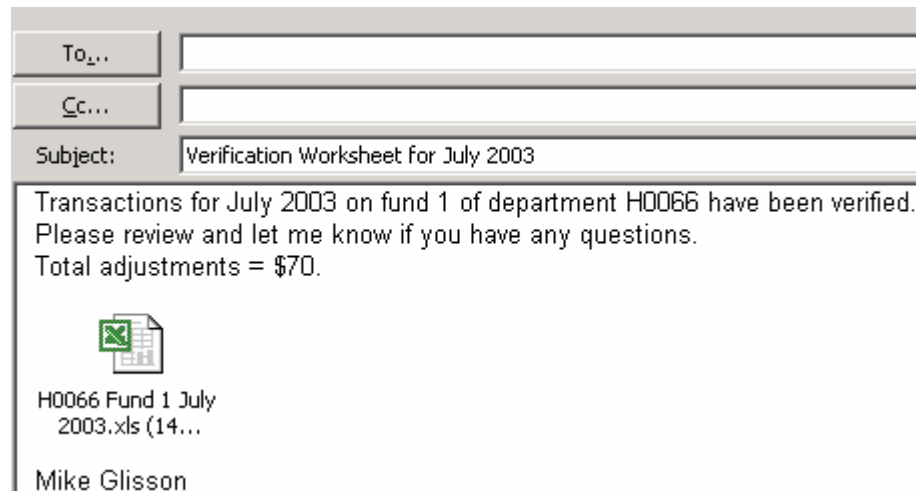 To...
Cc...
Subject: Verification Worksheet for July 2003
Transactions for July 2003 on fund 1 of department H0066 have been verified.
Please review and let me know if you have any questions.
Total adjustments = $70.
H0066 Fund 1 July
2003.xls (14...
Mike Glisson